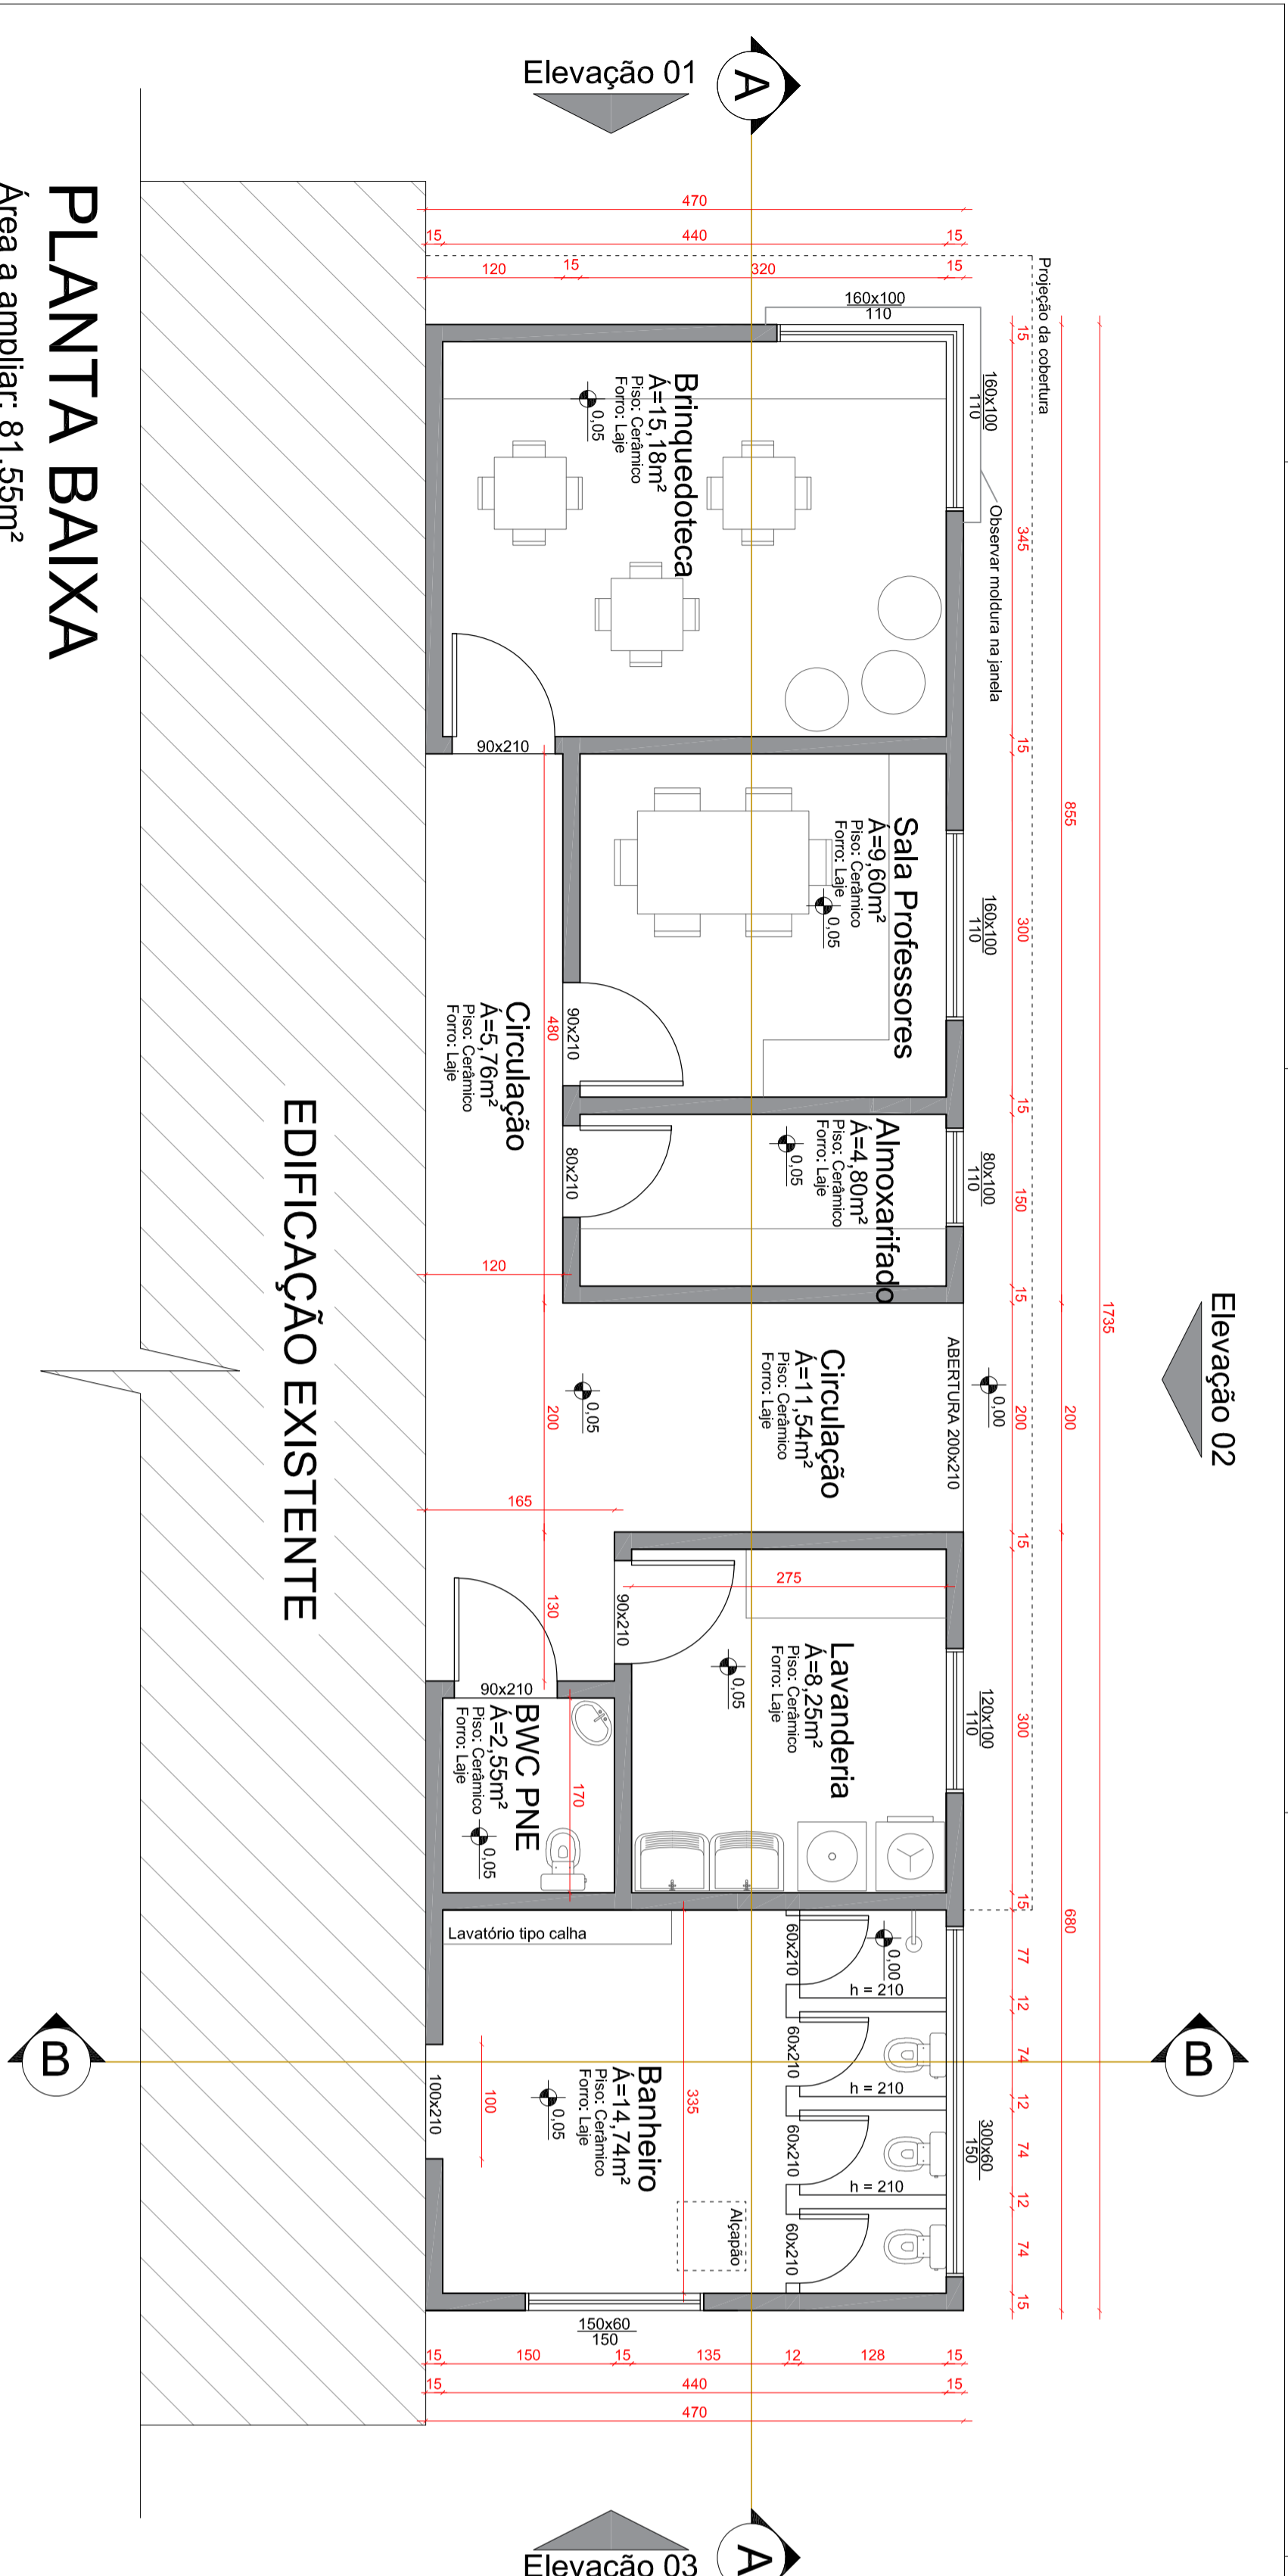 Elevação 01
A
Elevação 02
B
Projeção da cobertura
Observar moldura na janela
1735
855
200
680
15
345
15
300
15
150
15
200
15
300
15
77
12
74
12
74
12
74
15
160x100
110
160x100
110
160x100
110
80x100
110
0,00
ABERTURA 200x210
120x100
110
300x60
150
470
15
440
15
120
15
320
15
Brinquedoteca
Á=15,18m²
Piso: Cerâmico
Forro: Laje
0,05
90x210
Sala Professores
Á=9,60m²
Piso: Cerâmico
Forro: Laje
0,05
90x210
Almoxarifado
Á=4,80m²
Piso: Cerâmico
Forro: Laje
0,05
80x210
Circulação
Á=5,76m²
Piso: Cerâmico
Forro: Laje
480
120
Circulação
Á=11,54m²
Piso: Cerâmico
Forro: Laje
0,05
200
165
130
Lavanderia
Á=8,25m²
Piso: Cerâmico
Forro: Laje
0,05
275
90x210
BWC PNE
Á=2,55m²
Piso: Cerâmico
Forro: Laje
0,05
170
90x210
Banheiro
Á=14,74m²
Piso: Cerâmico
Forro: Laje
0,05
335
100
100x210
Lavatório tipo calha
Alçapão
0,00
h = 210
h = 210
h = 210
60x210
60x210
60x210
60x210
150x60
150
15
150
15
135
12
128
15
15
440
15
470
EDIFICAÇÃO EXISTENTE
B
A
Elevação 03
PLANTA BAIXA
Área a ampliar: 81,55m²